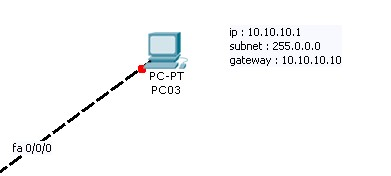 ip : 10.10.10.1
subnet : 255.0.0.0
gateway : 10.10.10.10
PC-PT
PC03
fa 0/0/0